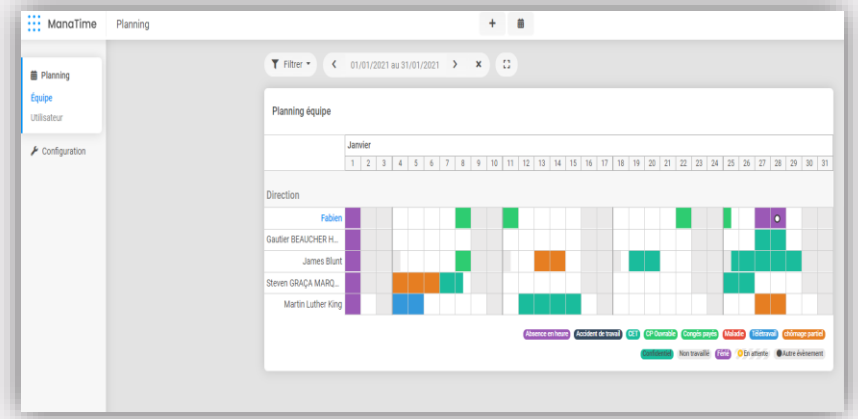 ManaTime Planning +
Planning
Équipe
Utilisateur
Configuration
Filtrer 01/01/2021 au 31/01/2021
Planning équipe
Janvier
1 2 3 4 5 6 7 8 9 10 11 12 13 14 15 16 17 18 19 20 21 22 23 24 25 26 27 28 29 30 31
Direction
Fabien
Gautier BEAUCHER H...
James Blunt
Steven GRAÇA MARQ...
Martin Luther King
Absence en heure Accident de travail CET CP Ouvrable Congés payés Maladie Télétravail chômage partiel
Confidentiel Non travaillé Férié En attente Autre évènement